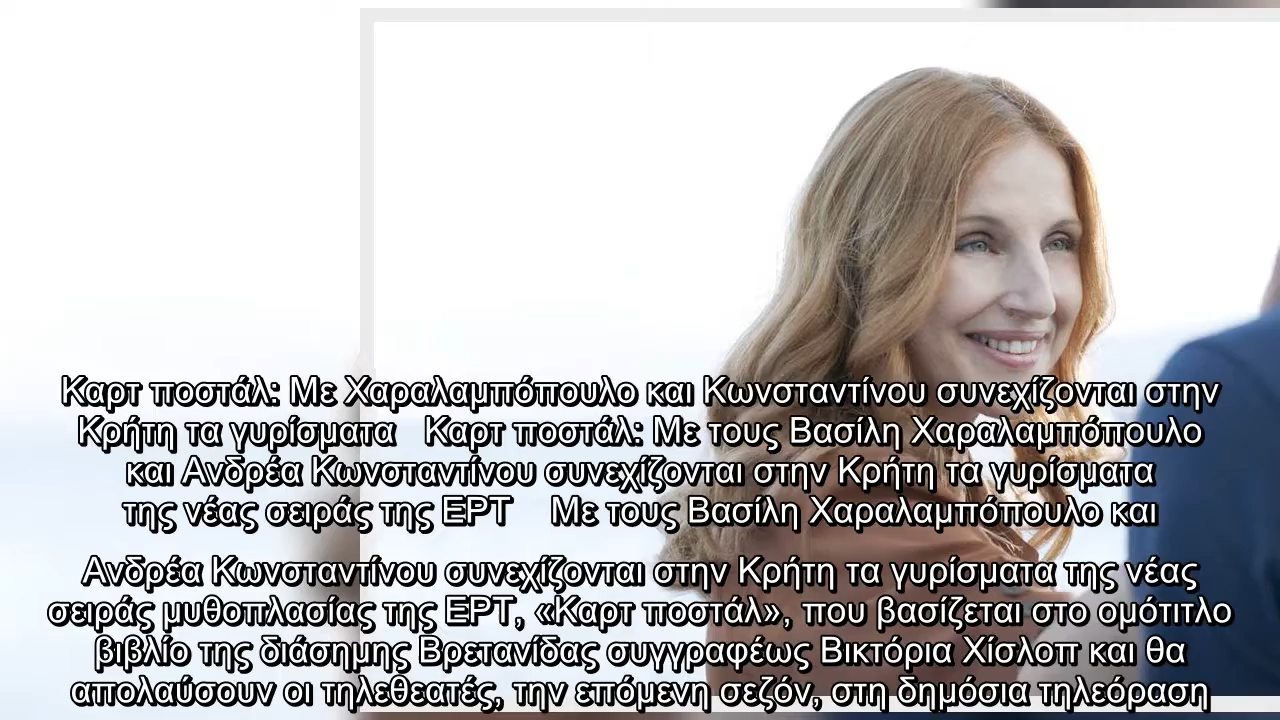 Καρτ ποστάλ: Με Χαραλαμπόπουλο και Κωνσταντίνου συνεχίζονται στην
Κρήτη τα γυρίσματα Καρτ ποστάλ: Με τους Βασίλη Χαραλαμπόπουλο
και Ανδρέα Κωνσταντίνου συνεχίζονται στην Κρήτη τα γυρίσματα
της νέας σειράς της ΕΡΤ Με τους Βασίλη Χαραλαμπόπουλο και
Ανδρέα Κωνσταντίνου συνεχίζονται στην Κρήτη τα γυρίσματα της νέας
σειράς μυθοπλασίας της ΕΡΤ, «Καρτ ποστάλ», που βασίζεται στο ομότιτλο
βιβλίο της διάσημης Βρετανίδας συγγραφέως Βικτόρια Χίσλοπ και θα
απολαύσουν οι τηλεθεατές, την επόμενη σεζόν, στη δημόσια τηλεόραση